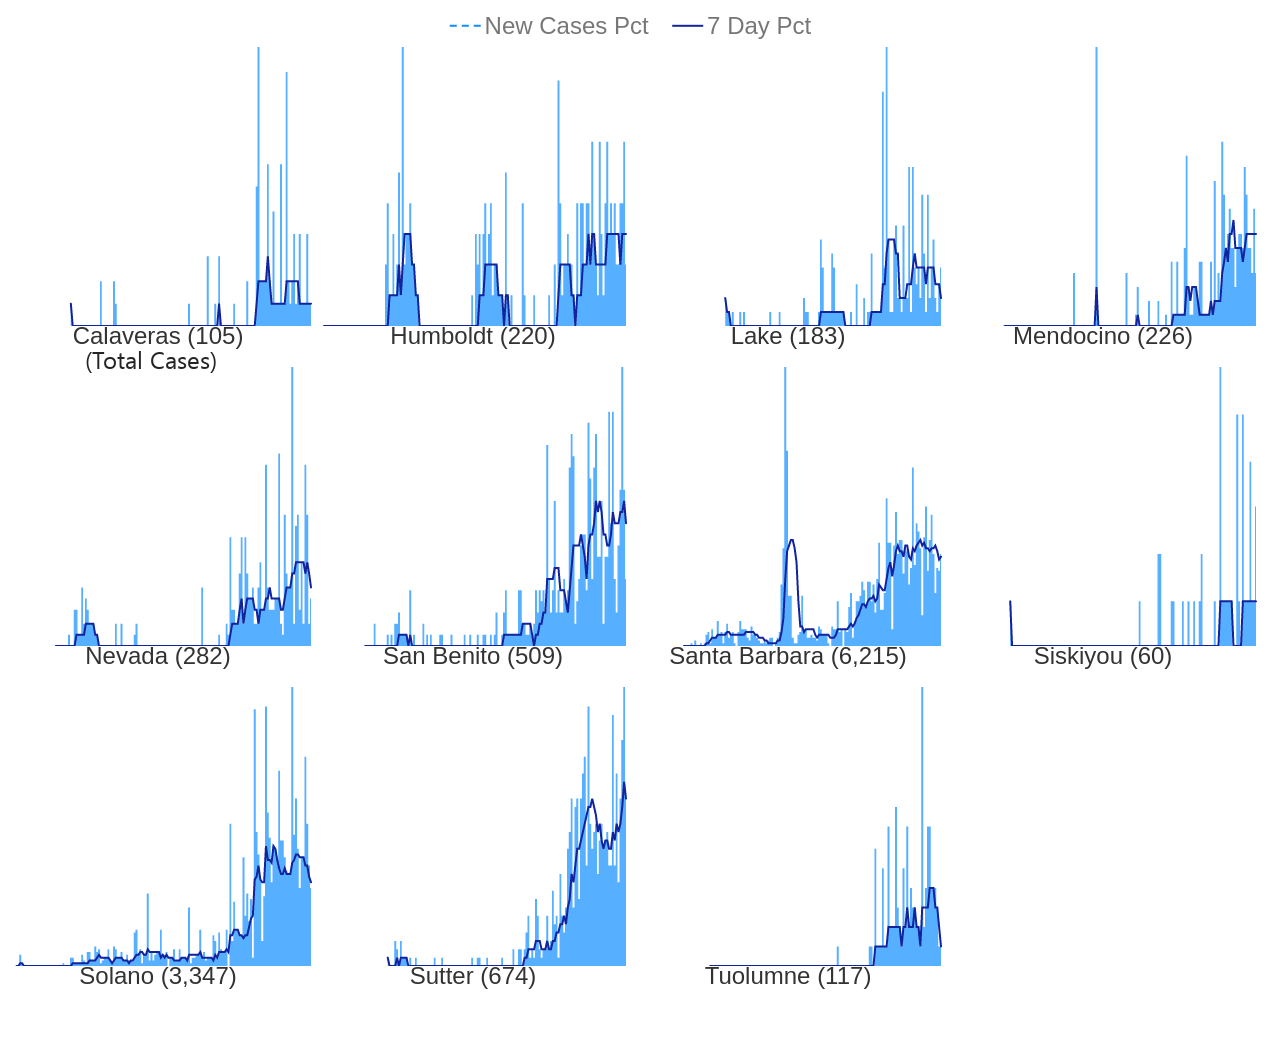 New Cases Pct 7 Day Pct
Calaveras (105) Humboldt (220) Lake (183) Mendocino (226)
(Total Cases)
Nevada (282) San Benito (509) Santa Barbara (6,215) Siskiyou (60)
Solano (3,347) Sutter (674) Tuolumne (117)